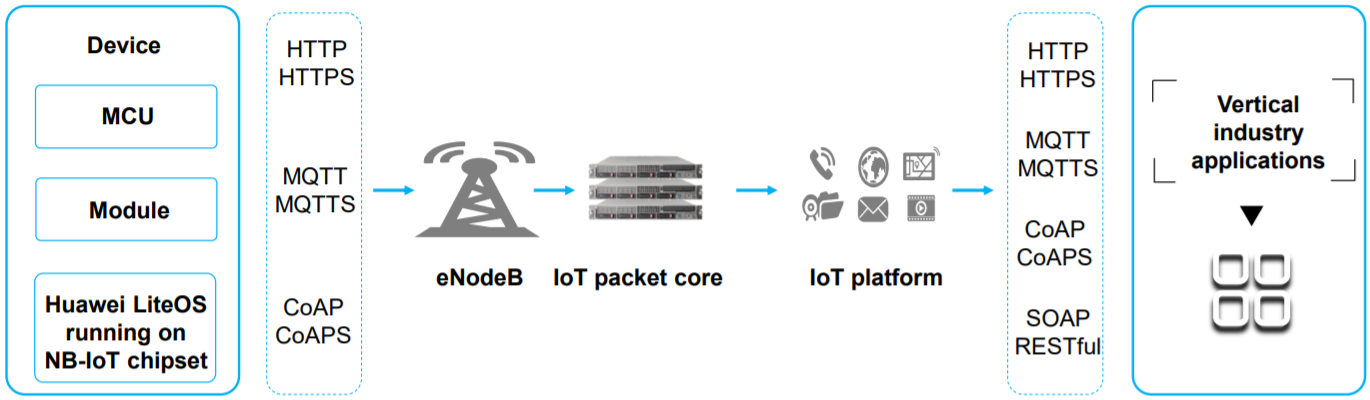 Device
MCU
Module
Huawei LiteOS
running on
NB-IoT chipset
HTTP
HTTPS
MQTT
MQTTS
CoAP
CoAPS
eNodeB
IoT packet core
IoT platform
HTTP
HTTPS
MQTT
MQTTS
CoAP
CoAPS
SOAP
RESTful
Vertical
industry
applications